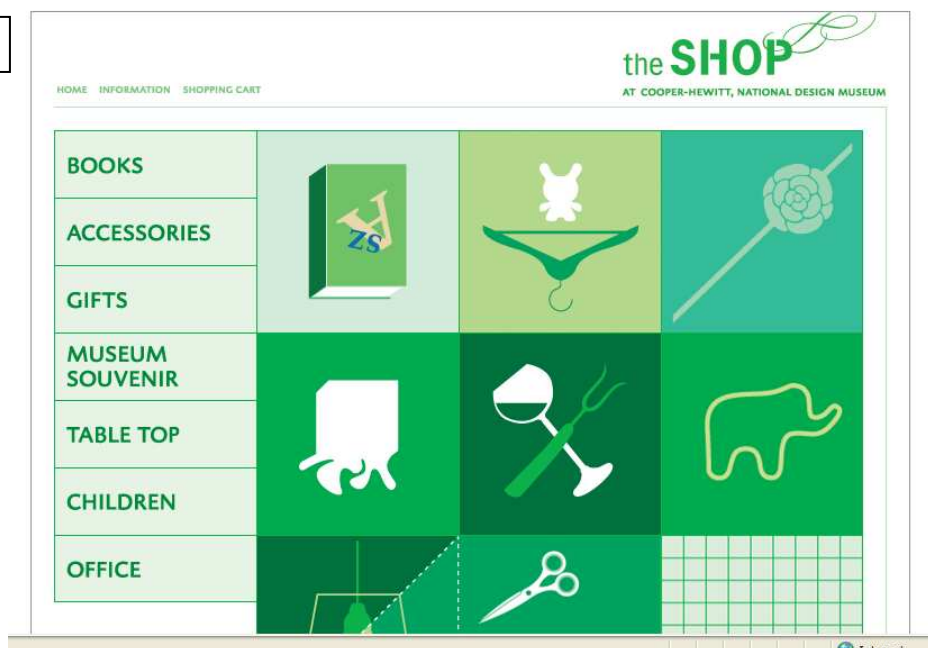 the SHOP
AT COOPER-HEWITT, NATIONAL DESIGN MUSEUM
HOME INFORMATION SHOPPING CART
BOOKS
ACCESSORIES
GIFTS
MUSEUM
SOUVENIR
TABLE TOP
CHILDREN
OFFICE
A
ZS